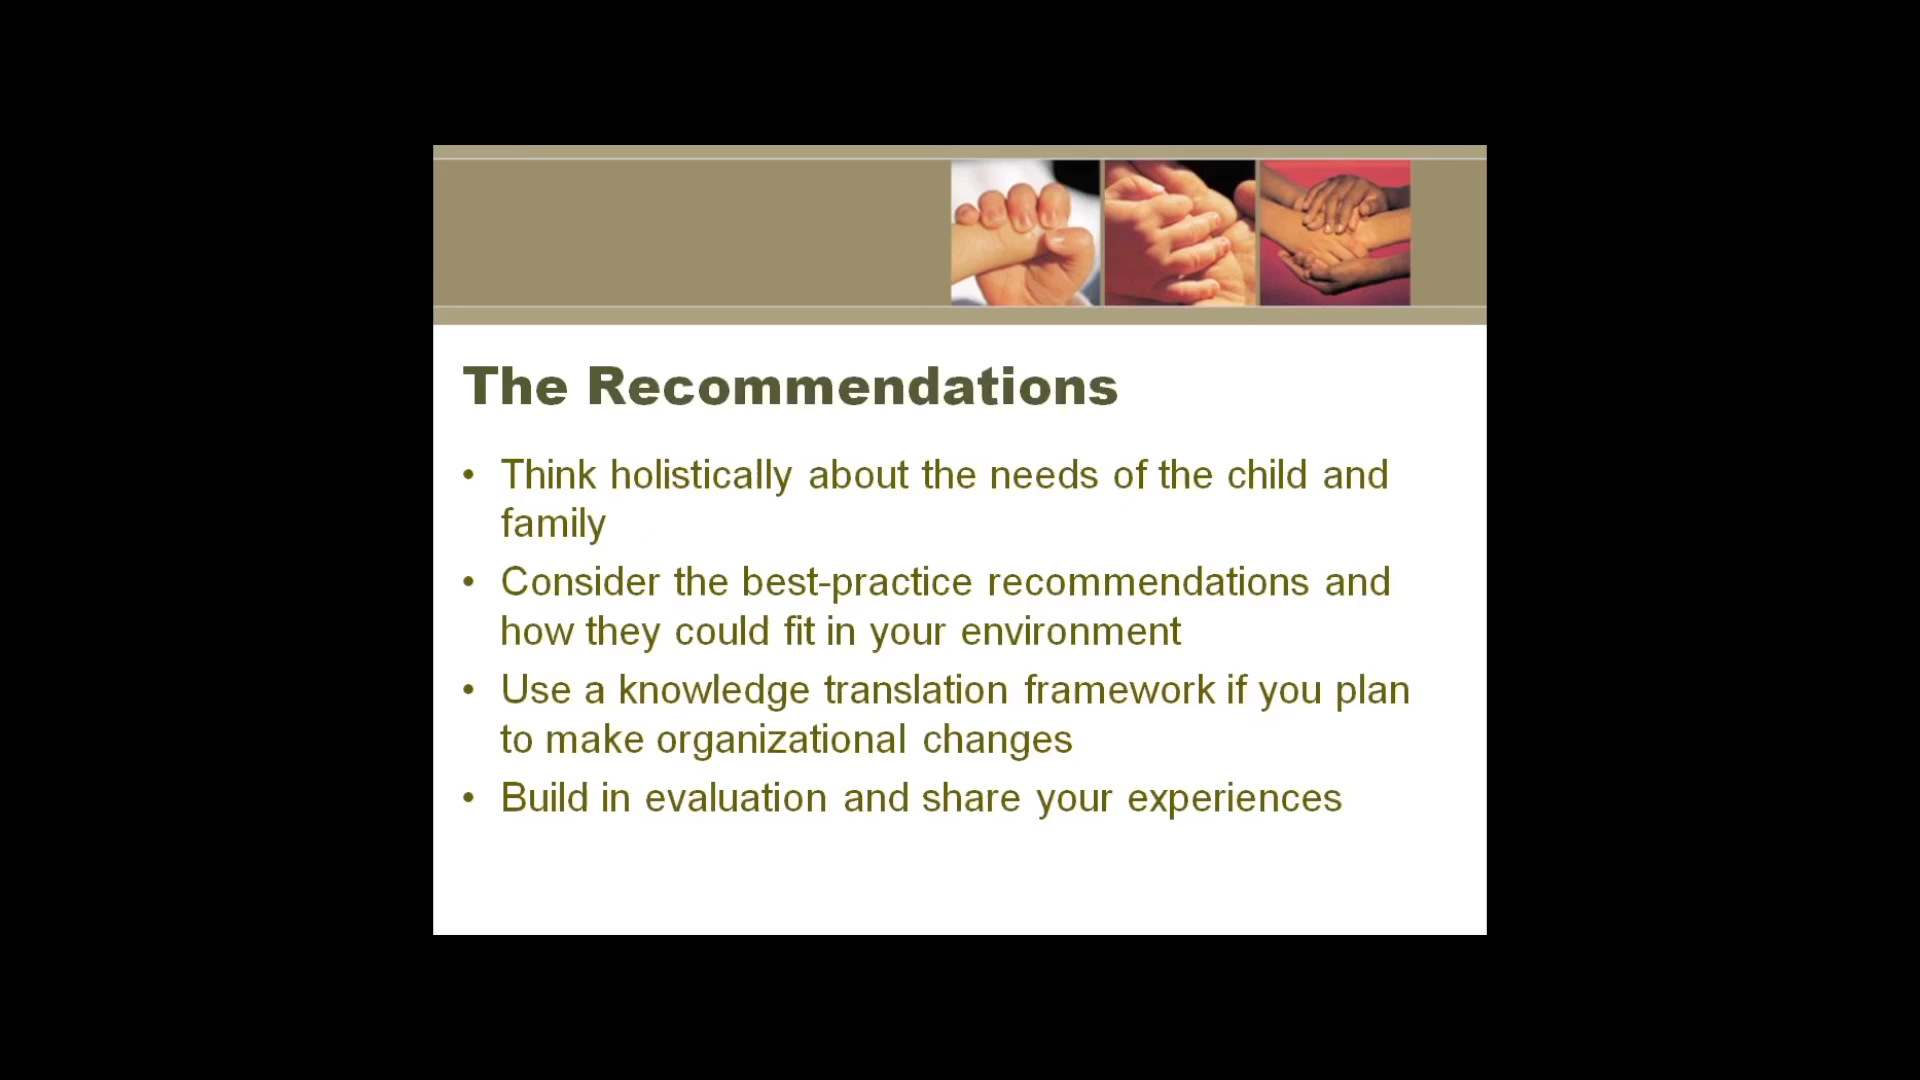 The Recommendations
• Think holistically about the needs of the child and
family
• Consider the best-practice recommendations and
how they could fit in your environment
• Use a knowledge translation framework if you plan
to make organizational changes
• Build in evaluation and share your experiences